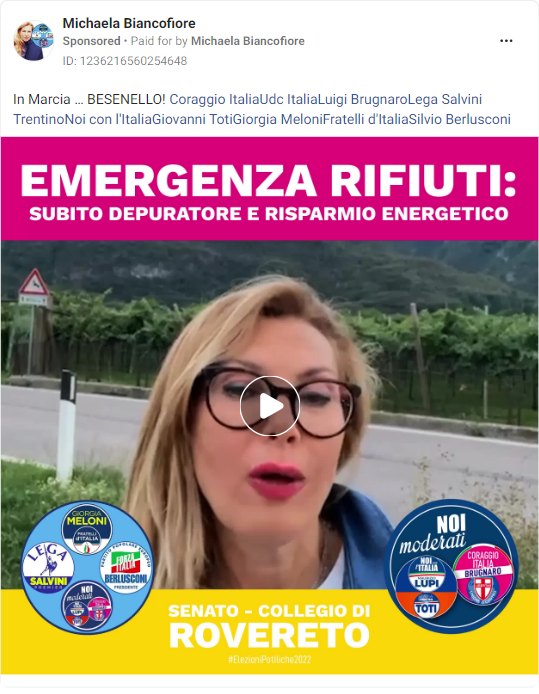 Michaela Biancofiore
Sponsored • Paid for by Michaela Biancofiore
ID: 1236216560254648
In Marcia ... BESENELLO! Coraggio ItaliaUdc ItaliaLuigi BrugnaroLega Salvini
TrentinoNoi con l'ItaliaGiovanni TotiGiorgia MeloniFratelli d'ItaliaSilvio Berlusconi
EMERGENZA RIFIUTI:
SUBITO DEPURATORE E RISPARMIO ENERGETICO
GIORGIA
MELONI
FRATELLI
d'ITALIA
LEGA
SALVINI
PREMIER
FORZA
ITALIA
BERLUSCONI
PRESIDENTE
NOI
moderati
NOI
moderati
NOI con
l'ITALIA
LUPI
TOTI
CORAGGIO
ITALIA
BRUGNARO
SENATO – COLLEGIO DI
ROVERETO
#ElezioniPolitiche2022